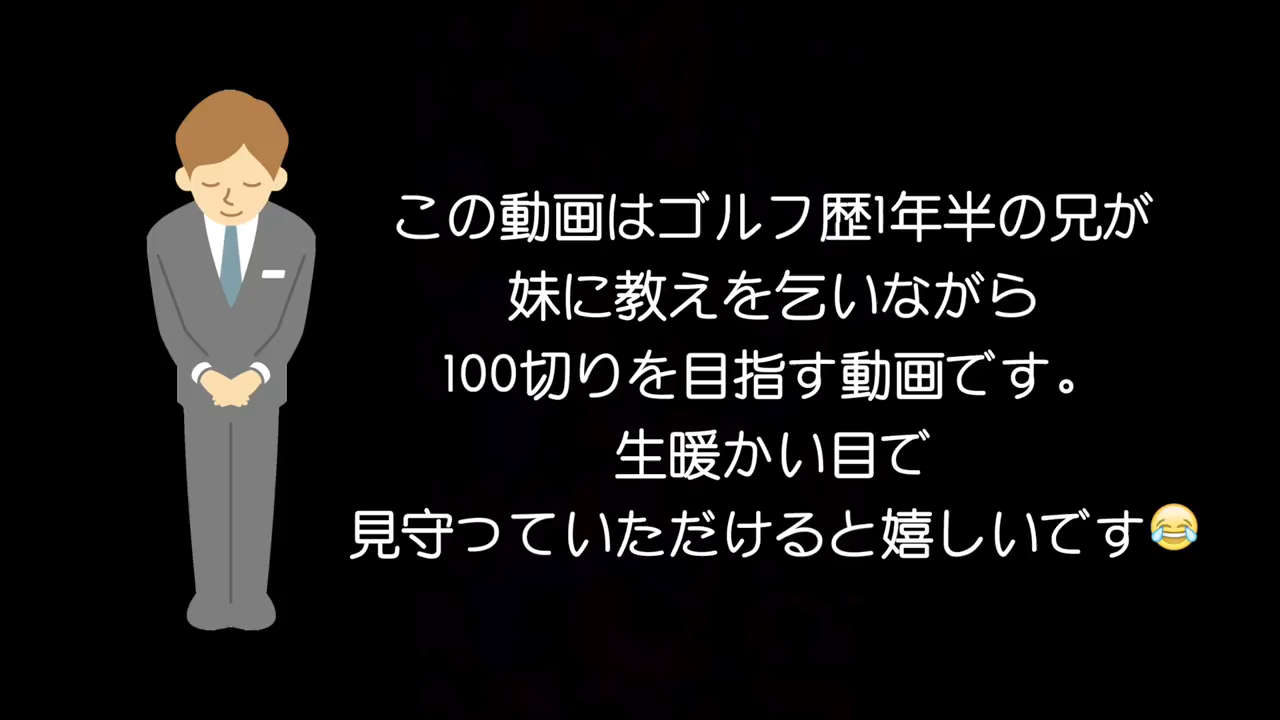 この動画はゴルフ歴1年半の兄が
妹に教えを乞いながら
100切りを目指す動画です。
生暖かい目で
見守っていただけると嬉しいです😂